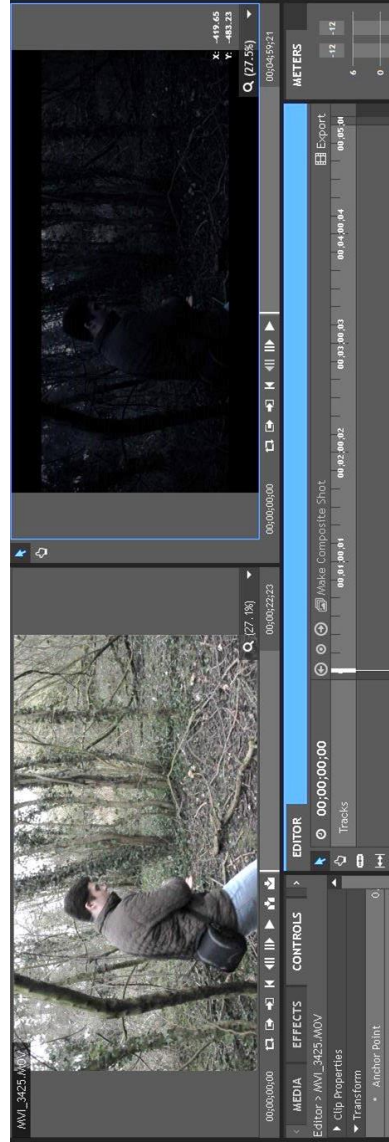 MVI_3425.MOV
(27.1%)
00;00;00;00
00;00;22;23
X: -419.65
Y: -483.23
(27.5%)
00;00;00;00
00;04;59;21
MEDIA EFFECTS CONTROLS
Editor > MVI_3425.MOV
Clip Properties
Transform
Anchor Point 0.
EDITOR
00;00;00;00 Make Composite Shot Export
Tracks 00;01;00;01 00;02;00;02 00;03;00;03 00;04;00;04 00;05;0
METERS
-12 -12
6
0